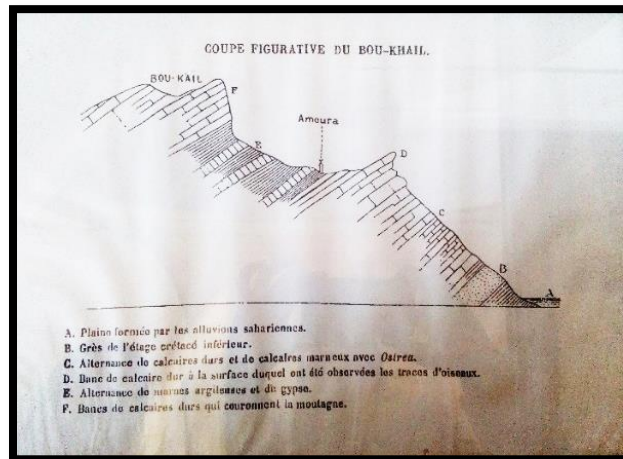 COUPE FIGURATIVE DU BOU-KHAIL.
BOU-KAIL
F
Amoura
E
D
C
B
A
A. Plaine formée par les alluvions sahariennes.
B. Grès de l'étage crétacé inférieur.
C. Alternance de calcaires durs et de calcaires marneux avec Ostrea.
D. Banc de calcaire dur à la surface duquel ont été observées les traces d'oiseaux.
E. Alternance de marnes argileuses et de gypse.
F. Bancs de calcaires durs qui couronnent la montagne.